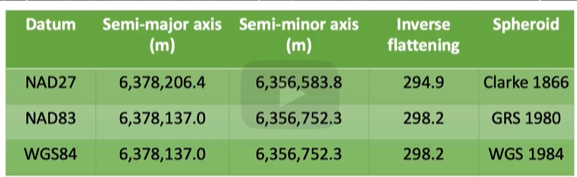 Datum Semi-major axis (m) Semi-minor axis (m) Inverse flattening Spheroid
NAD27 6,378,206.4 6,356,583.8 294.9 Clarke 1866
NAD83 6,378,137.0 6,356,752.3 298.2 GRS 1980
WGS84 6,378,137.0 6,356,752.3 298.2 WGS 1984